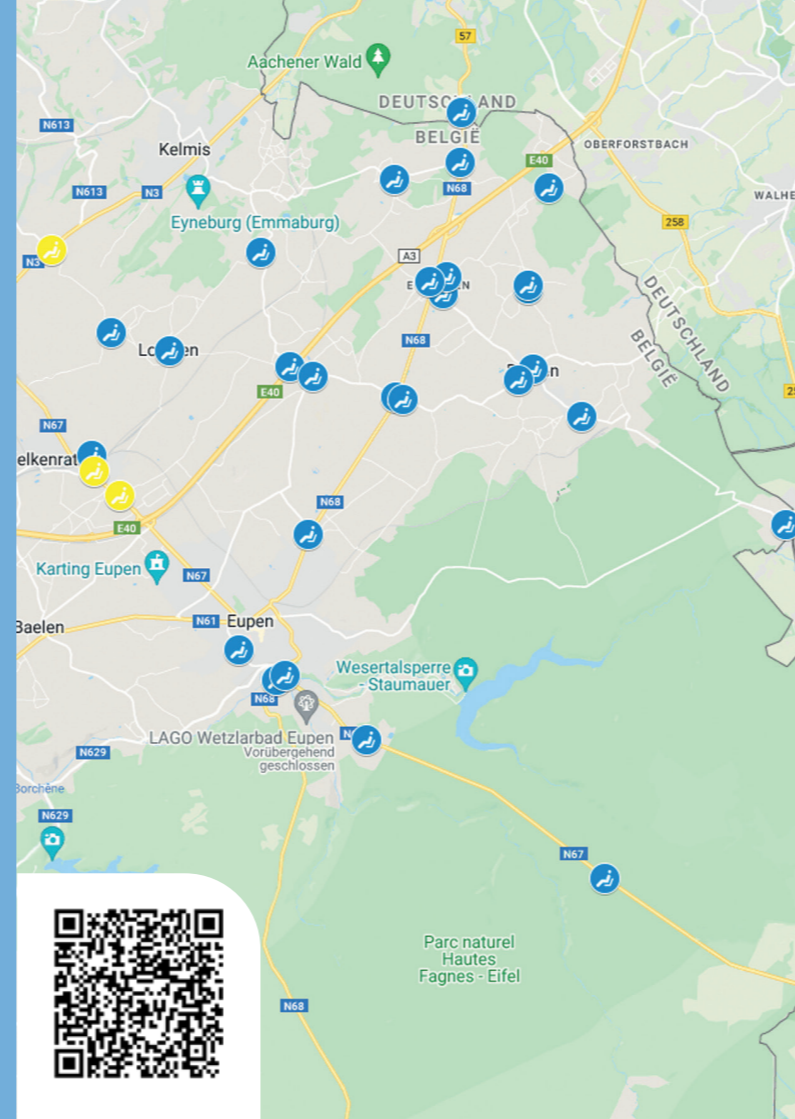 57
Aachener Wald
DEUTSCHLAND
BELGIË
OBERFORSTBACH
N613
Kelmis
E40
N613
N3
N68
WALHE
Eyneburg (Emmaburg)
258
N3
A3
DEUTSCHLAND
BELGIË
N68
E40
N67
elkenrat
N68
E40
Karting Eupen
N67
N61
Eupen
Baelen
Wesertalsperre
- Staumauer
N68
LAGO Wetzlarbad Eupen
Vorübergehend
geschlossen
N629
Borchêne
N629
N67
Parc naturel
Hautes
Fagnes - Eifel
N68